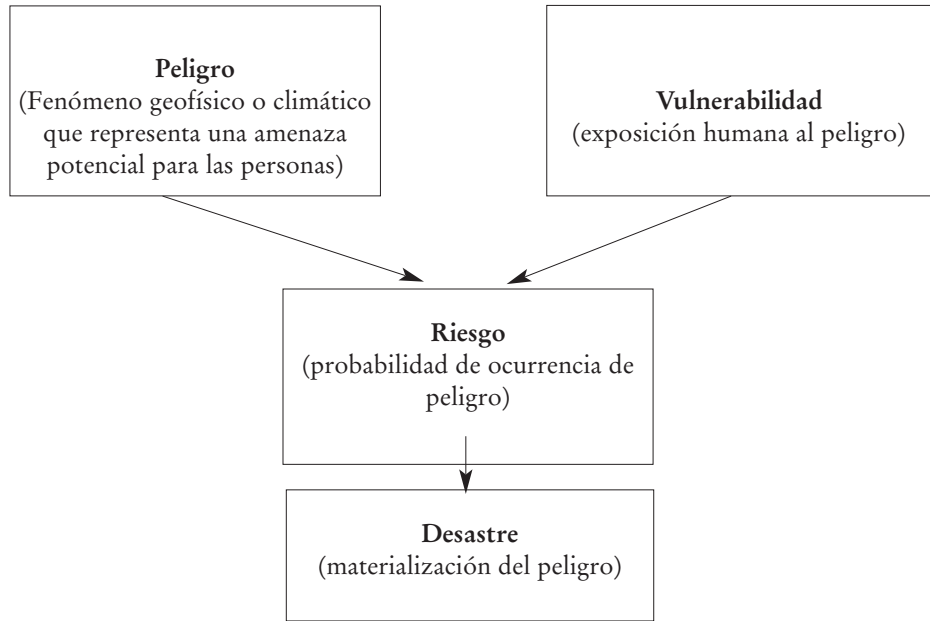 Peligro
(Fenómeno geofísico o climático
que representa una amenaza
potencial para las personas)
Vulnerabilidad
(exposición humana al peligro)
Riesgo
(probabilidad de ocurrencia de
peligro)
Desastre
(materialización del peligro)